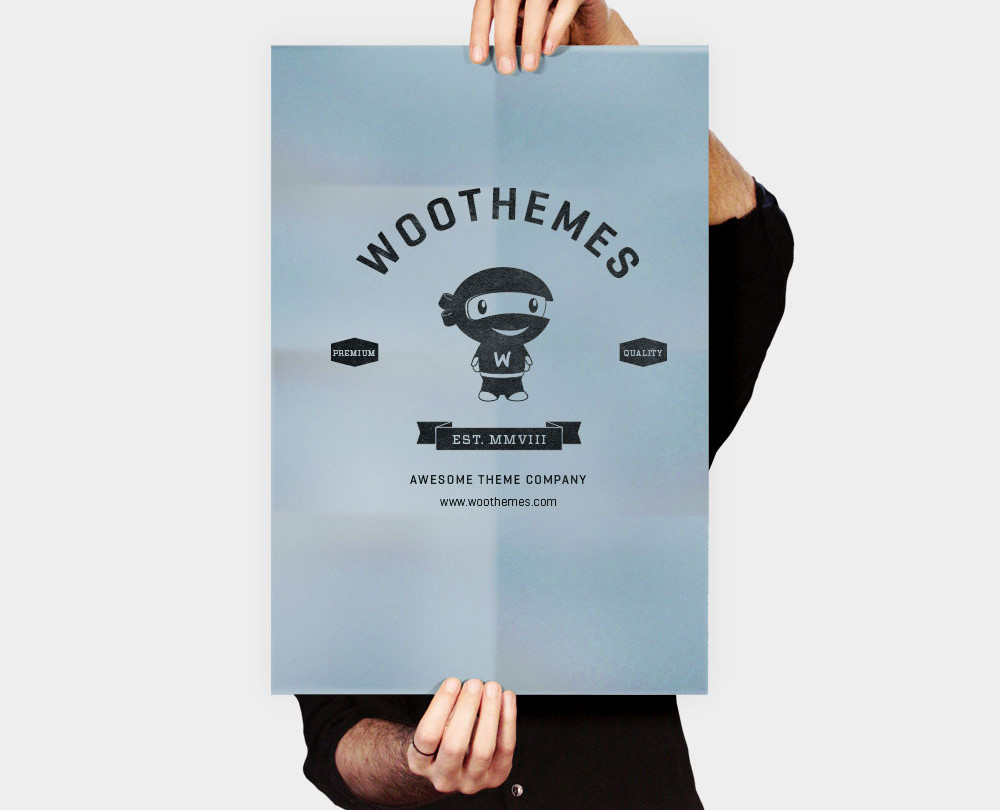 WOOTHEMES
W
PREMIUM
QUALITY
EST. MMVIII
AWESOME THEME COMPANY
www.woothemes.com